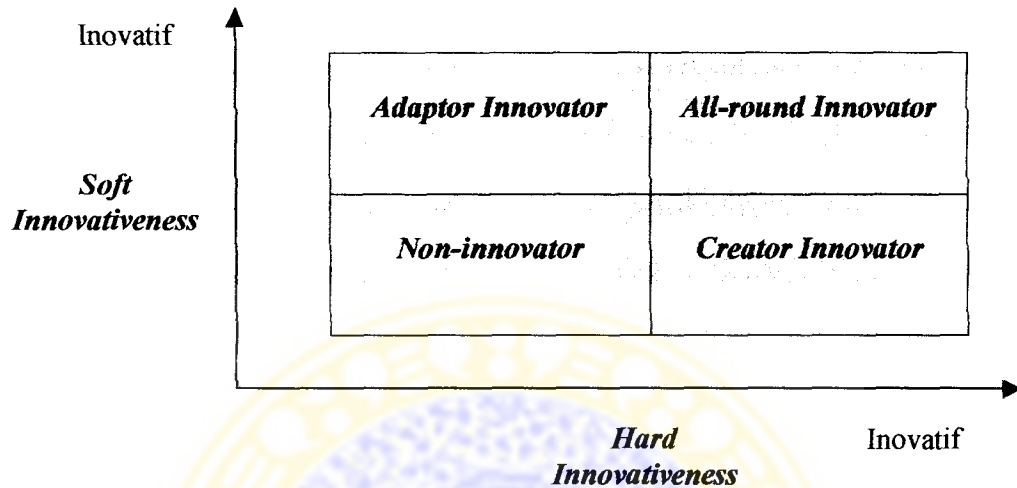 Inovatif
Adaptor Innovator
All-round Innovator
Soft
Innovativeness
Non-innovator
Creator Innovator
Hard
Innovativeness
Inovatif